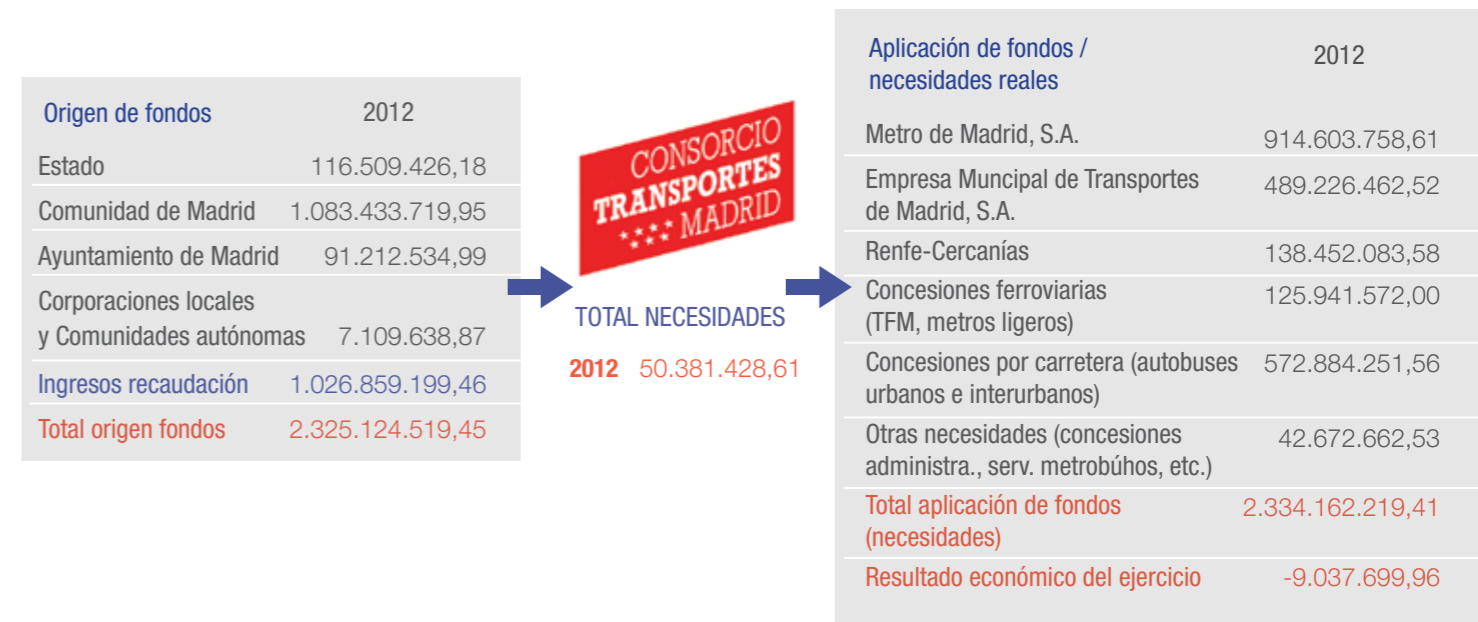 Origen de fondos 2012
Estado 116.509.426,18
Comunidad de Madrid 1.083.433.719,95
Ayuntamiento de Madrid 91.212.534,99
Corporaciones locales
y Comunidades autónomas 7.109.638,87
Ingresos recaudación 1.026.859.199,46
Total origen fondos 2.325.124.519,45
CONSORCIO
TRANSPORTES
MADRID
TOTAL NECESIDADES
2012 50.381.428,61
Aplicación de fondos /
necesidades reales
2012
Metro de Madrid, S.A. 914.603.758,61
Empresa Muncipal de Transportes
de Madrid, S.A.
489.226.462,52
Renfe-Cercanías 138.452.083,58
Concesiones ferroviarias
(TFM, metros ligeros)
125.941.572,00
Concesiones por carretera (autobuses
urbanos e interurbanos)
572.884.251,56
Otras necesidades (concesiones
administra., serv. metrobúhos, etc.)
42.672.662,53
Total aplicación de fondos
(necesidades)
2.334.162.219,41
Resultado económico del ejercicio -9.037.699,96